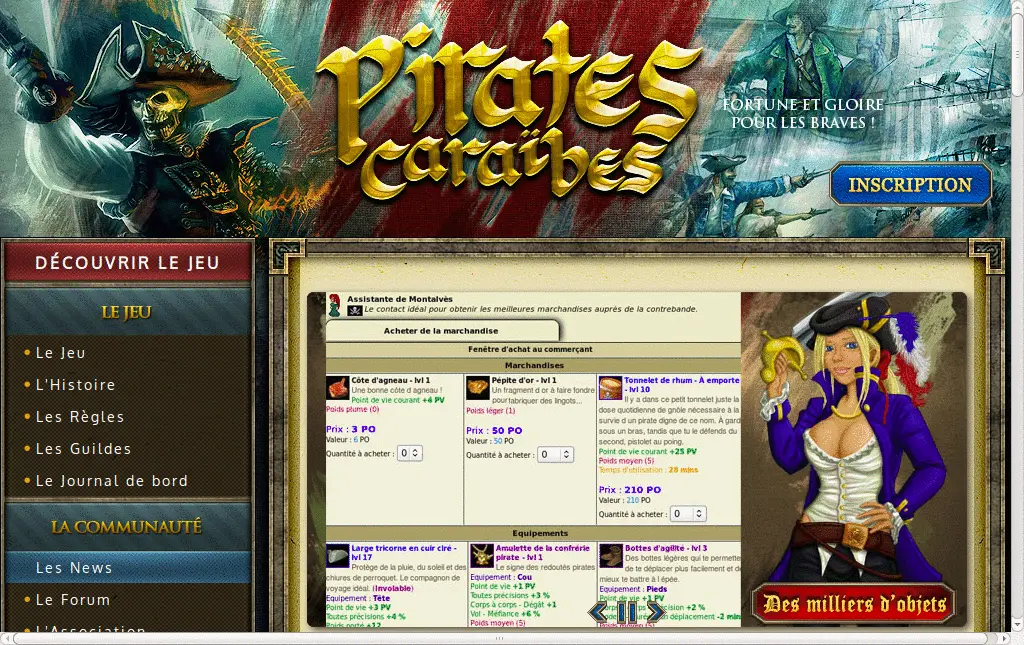 Pirates
caraïbes
FORTUNE ET GLOIRE
POUR LES BRAVES !
INSCRIPTION
DÉCOUVRIR LE JEU
LE JEU
Le Jeu
L'Histoire
Les Règles
Les Guildes
Le Journal de bord
LA COMMUNAUTÉ
Les News
Le Forum
L'Association
Assistante de Montalvès
Le contact idéal pour obtenir les meilleures marchandises auprès de la contrebande.
Acheter de la marchandise
Fenêtre d'achat au commerçant
Marchandises
Côte d'agneau - lvl 1
Une bonne côte d agneau !
Point de vie courant +4 PV
Poids plume (0)
Prix : 3 PO
Valeur : 6 PO
Quantité à acheter : 0
Pépite d'or - lvl 1
Un fragment d or à faire fondre
pour fabriquer des lingots...
Poids léger (1)
Prix : 50 PO
Valeur : 50 PO
Quantité à acheter : 0
Tonnelet de rhum - À emporte
- lvl 10
Il y a dans ce petit tonnelet juste la
dose quotidienne de gnôle nécessaire à la
survie d un pirate digne de ce nom. À gard
sous un bras, tandis que tu le défends du
second, pistolet au poing.
Point de vie courant +25 PV
Poids moyen (5)
Temps d'utilisation : 28 mins
Prix : 210 PO
Valeur : 210 PO
Quantité à acheter : 0
Equipements
Large tricorne en cuir ciré -
lvl 17
Protège de la pluie, du soleil et des
chiures de perroquet. Le compagnon de
voyage idéal. (Involable)
Equipement : Tête
Point de vie +3 PV
Toutes précisions +4 %
Poids porté +12
Amulette de la confrérie
pirate - lvl 1
Le signe des redoutés pirates
Equipement : Cou
Point de vie +1 PV
Toutes précisions +3 %
Corps à corps - Dégât +1
Vol - Méfiance +6 %
Poids moyen (5)
Bottes d'agilité - lvl 3
Des bottes légères qui te permette
de te déplacer plus facilement et d
mieux te battre à l épée.
Equipement : Pieds
Point de vie +1 PV
cision +2 %
déplacement -2 min
Des milliers d'objets